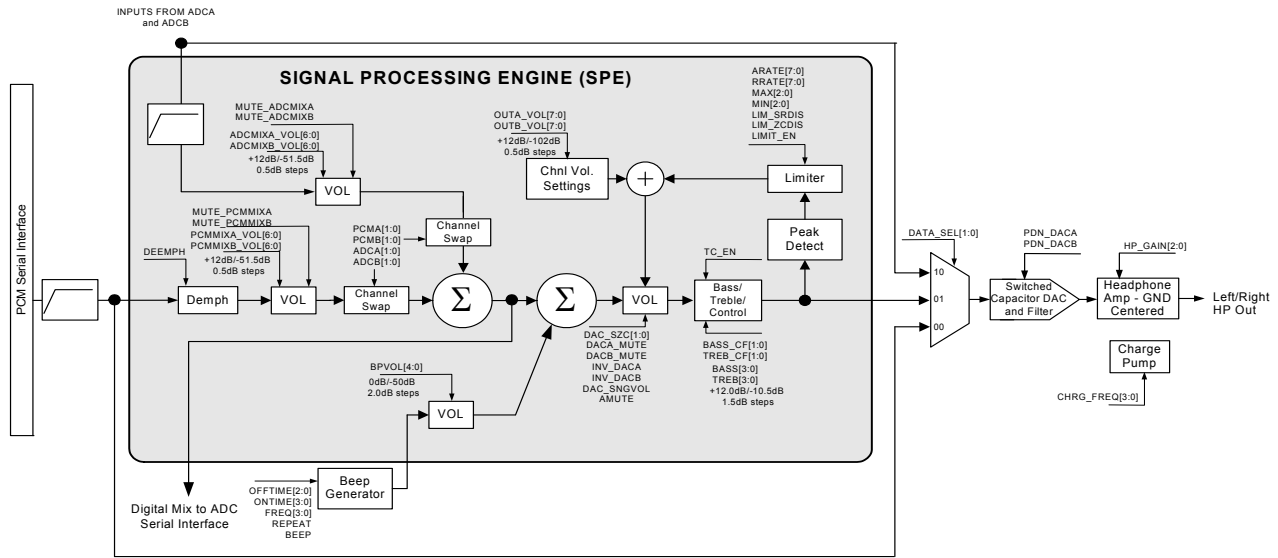 INPUTS FROM ADCA
and ADCB
SIGNAL PROCESSING ENGINE (SPE)
PCM Serial Interface
MUTE_ADCMIXA
MUTE_ADCMIXB
ADCMIXA_VOL[6:0]
ADCMIXB_VOL[6:0]
+12dB/-51.5dB
0.5dB steps
VOL
MUTE_PCMMIXA
MUTE_PCMMIXB
PCMMIXA_VOL[6:0]
PCMMIXB_VOL[6:0]
+12dB/-51.5dB
0.5dB steps
DEEMPH
Demph
VOL
PCMA[1:0]
PCMB[1:0]
ADCA[1:0]
ADCB[1:0]
Channel
Swap
Channel
Swap
Σ
Σ
OUTA_VOL[7:0]
OUTB_VOL[7:0]
+12dB/-102dB
0.5dB steps
Chnl Vol.
Settings
+
ARATE[7:0]
RRATE[7:0]
MAX[2:0]
MIN[2:0]
LIM_SRDIS
LIM_ZCDIS
LIMIT_EN
Limiter
Peak
Detect
VOL
DAC_SZC[1:0]
DACA_MUTE
DACB_MUTE
INV_DACA
INV_DACB
DAC_SNGVOL
AMUTE
TC_EN
Bass/
Treble/
Control
BASS_CF[1:0]
TREB_CF[1:0]
BASS[3:0]
TREB[3:0]
+12.0dB/-10.5dB
1.5dB steps
BPVOL[4:0]
0dB/-50dB
2.0dB steps
VOL
Beep
Generator
OFFTIME[2:0]
ONTIME[3:0]
FREQ[3:0]
REPEAT
BEEP
Digital Mix to ADC
Serial Interface
DATA_SEL[1:0]
10
01
00
PDN_DACA
PDN_DACB
Switched
Capacitor DAC
and Filter
HP_GAIN[2:0]
Headphone
Amp - GND
Centered
Left/Right
HP Out
Charge
Pump
CHRG_FREQ[3:0]